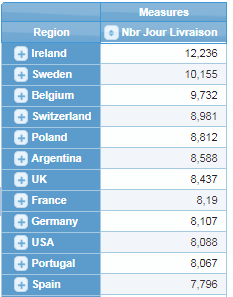 Measures
Region Nbr Jour Livraison
Ireland 12,236
Sweden 10,155
Belgium 9,732
Switzerland 8,981
Poland 8,812
Argentina 8,588
UK 8,437
France 8,19
Germany 8,107
USA 8,088
Portugal 8,067
Spain 7,796